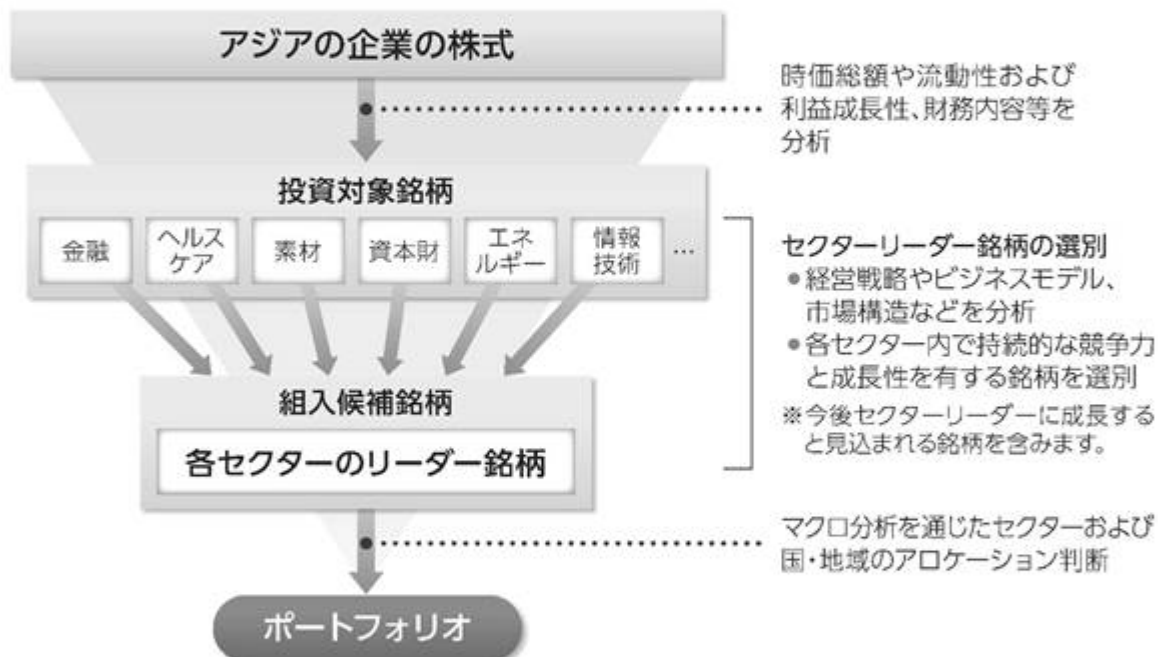 アジアの企業の株式
時価総額や流動性および
利益成長性、財務内容等を
分析
投資対象銘柄
金融
ヘルス
ケア
素材
資本財
エネ
ルギー
情報
技術
…
セクターリーダー銘柄の選別
●経営戦略やビジネスモデル、
市場構造などを分析
●各セクター内で持続的な競争力
と成長性を有する銘柄を選別
※今後セクターリーダーに成長する
と見込まれる銘柄を含みます。
組入候補銘柄
各セクターのリーダー銘柄
マクロ分析を通じたセクターおよび
国・地域のアロケーション判断
ポートフォリオ